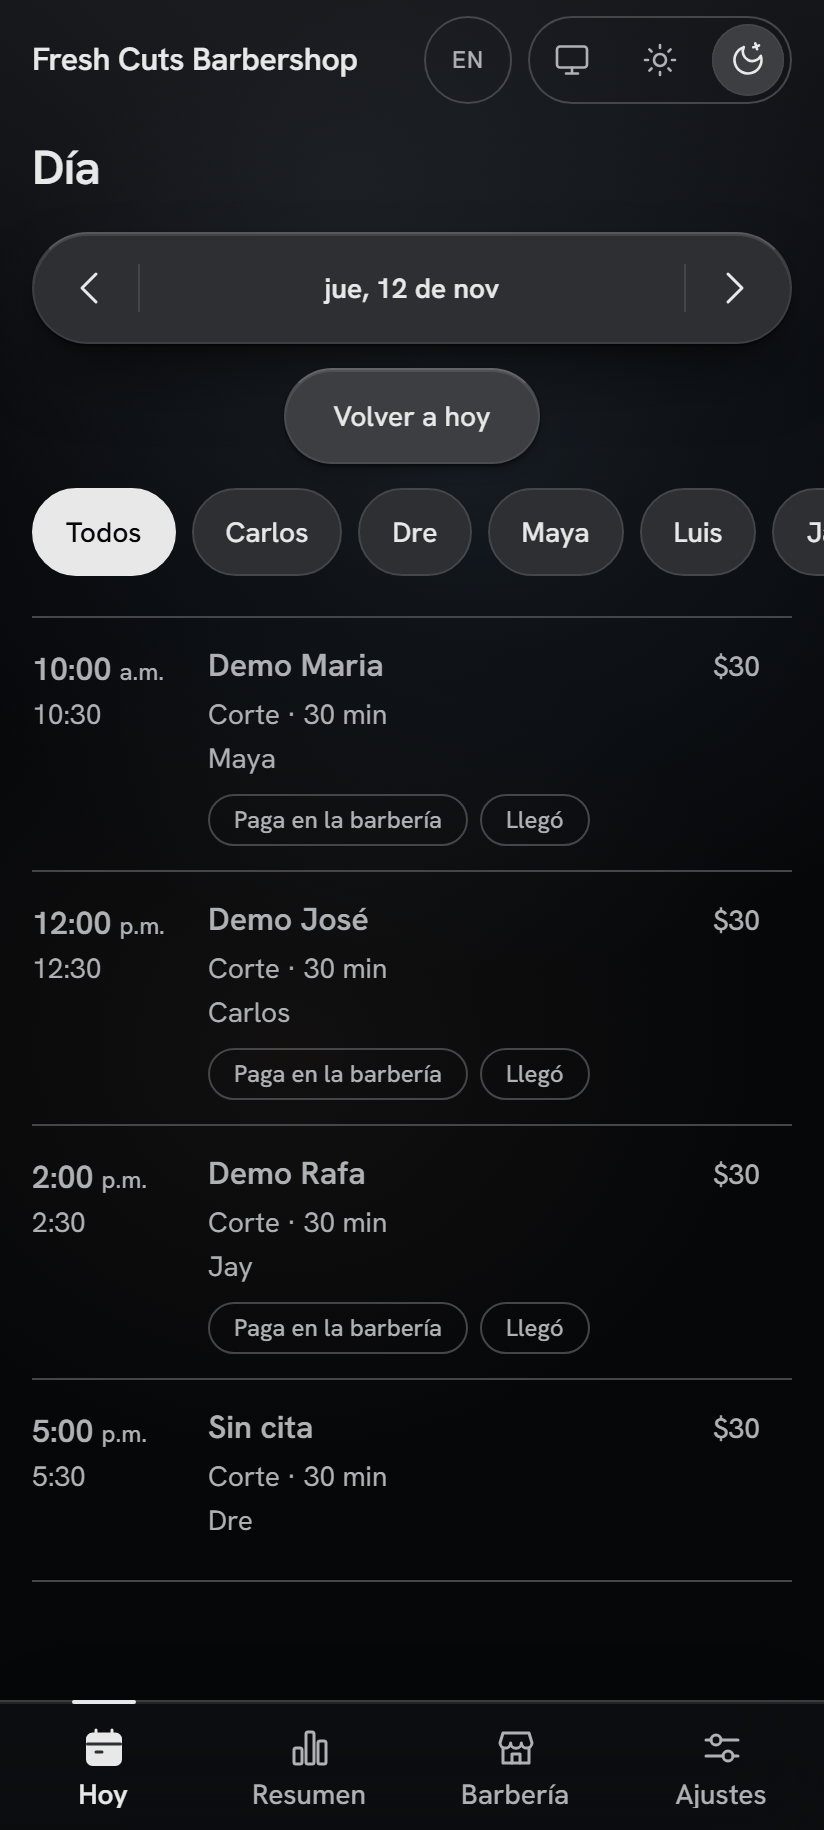 Fresh Cuts Barbershop
EN
Día
jue, 12 de nov
Volver a hoy
Todos
Carlos
Dre
Maya
Luis
10:00 a.m.
10:30
Demo Maria
$30
Corte · 30 min
Maya
Paga en la barbería
Llegó
12:00 p.m.
12:30
Demo José
$30
Corte · 30 min
Carlos
Paga en la barbería
Llegó
2:00 p.m.
2:30
Demo Rafa
$30
Corte · 30 min
Jay
Paga en la barbería
Llegó
5:00 p.m.
5:30
Sin cita
$30
Corte · 30 min
Dre
Hoy
Resumen
Barbería
Ajustes